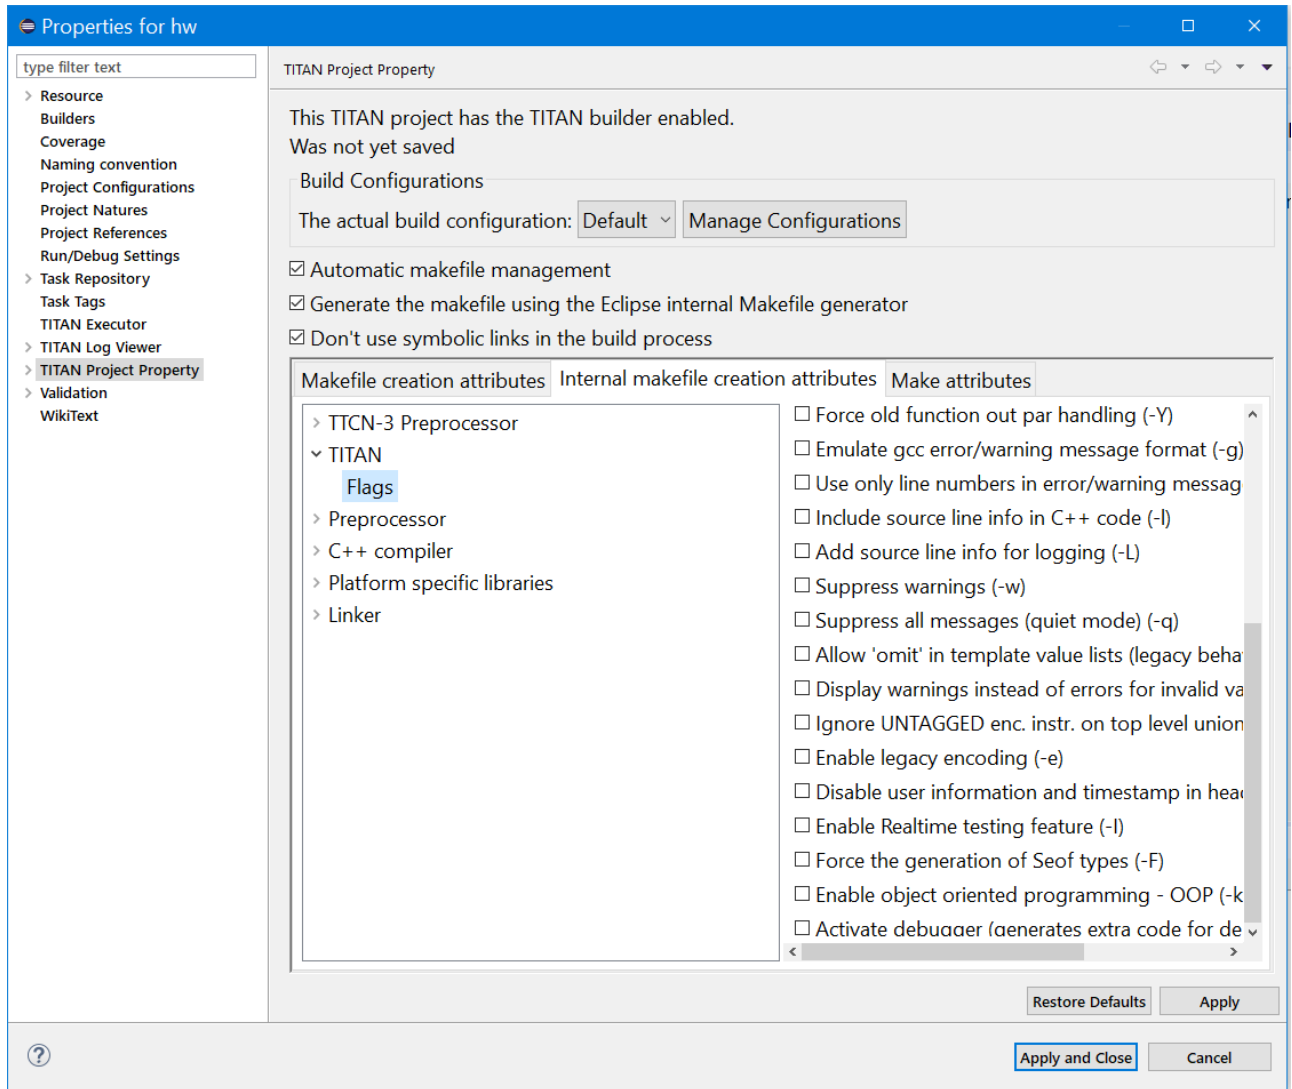 Properties for hw
type filter text
Resource
Builders
Coverage
Naming convention
Project Configurations
Project Natures
Project References
Run/Debug Settings
Task Repository
Task Tags
TITAN Executor
TITAN Log Viewer
TITAN Project Property
Validation
WikiText
TITAN Project Property
This TITAN project has the TITAN builder enabled.
Was not yet saved
Build Configurations
The actual build configuration: Default Manage Configurations
Automatic makefile management
Generate the makefile using the Eclipse internal Makefile generator
Don't use symbolic links in the build process
Makefile creation attributes Internal makefile creation attributes Make attributes
TTCN-3 Preprocessor
TITAN
Flags
Preprocessor
C++ compiler
Platform specific libraries
Linker
Force old function out par handling (-Y)
Emulate gcc error/warning message format (-g)
Use only line numbers in error/warning messag
Include source line info in C++ code (-l)
Add source line info for logging (-L)
Suppress warnings (-w)
Suppress all messages (quiet mode) (-q)
Allow 'omit' in template value lists (legacy beha
Display warnings instead of errors for invalid va
Ignore UNTAGGED enc. instr. on top level union
Enable legacy encoding (-e)
Disable user information and timestamp in head
Enable Realtime testing feature (-I)
Force the generation of Seof types (-F)
Enable object oriented programming - OOP (-k
Activate debugger (generates extra code for de
Restore Defaults Apply
Apply and Close Cancel